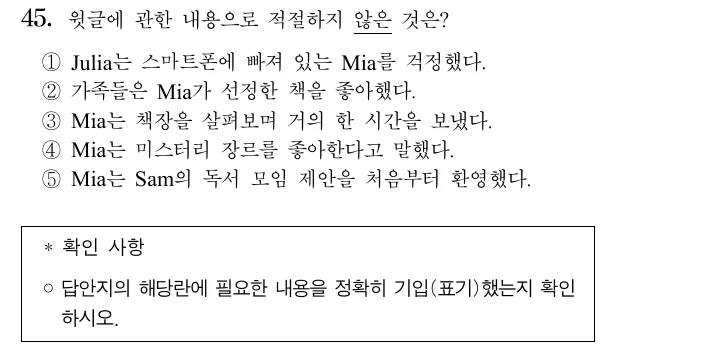 45. 윗글에 관한 내용으로 적절하지 않은 것은?
① Julia는 스마트폰에 빠져 있는 Mia를 걱정했다.
② 가족들은 Mia가 선정한 책을 좋아했다.
③ Mia는 책장을 살펴보며 거의 한 시간을 보냈다.
④ Mia는 미스터리 장르를 좋아한다고 말했다.
⑤ Mia는 Sam의 독서 모임 제안을 처음부터 환영했다.
* 확인 사항
○ 답안지의 해당란에 필요한 내용을 정확히 기입(표기)했는지 확인
하시오.